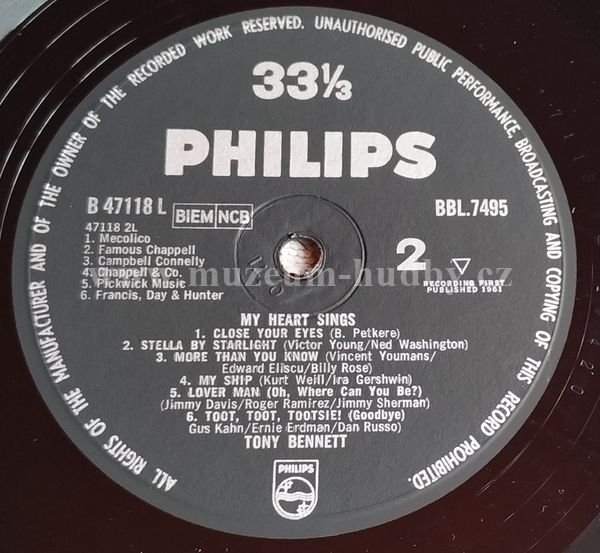 ALL RIGHTS OF THE MANUFACTURER AND OF THE OWNER OF THE RECORDED WORK RESERVED. UNAUTHORISED PUBLIC PERFORMANCE, BROADCASTING AND COPYING OF THIS RECORD PROHIBITED.
33⅓
PHILIPS
B 47118 L BIEM NCB BBL.7495
47118 2L
1. Mecolico
2. Famous Chappell
3. Campbell Connelly
4. Chappell & Co.
5. Pickwick Music
6. Francis, Day & Hunter
2
RECORDING FIRST
PUBLISHED 1961
www.muzeum-hudby.cz
MY HEART SINGS
1. CLOSE YOUR EYES (B. Petkere)
2. STELLA BY STARLIGHT (Victor Young/Ned Washington)
3. MORE THAN YOU KNOW (Vincent Youmans/
Edward Eliscu/Billy Rose)
4. MY SHIP (Kurt Weill/Ira Gershwin)
5. LOVER MAN (Oh, Where Can You Be?)
(Jimmy Davis/Roger Ramirez/Jimmy Sherman)
6. TOOT, TOOT, TOOTSIE! (Goodbye)
Gus Kahn/Ernie Erdman/Dan Russo)
TONY BENNETT
PHILIPS